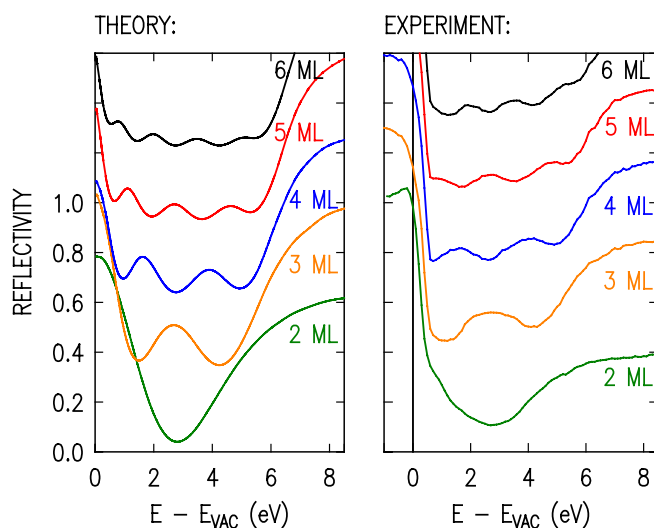 THEORY:
EXPERIMENT:
6 ML
6 ML
5 ML
5 ML
4 ML
4 ML
3 ML
3 ML
2 ML
2 ML
REFLECTIVITY
1.0
0.8
0.6
0.4
0.2
0.0
0 2 4 6 8
0 2 4 6 8
E − EVAC (eV)
E − EVAC (eV)